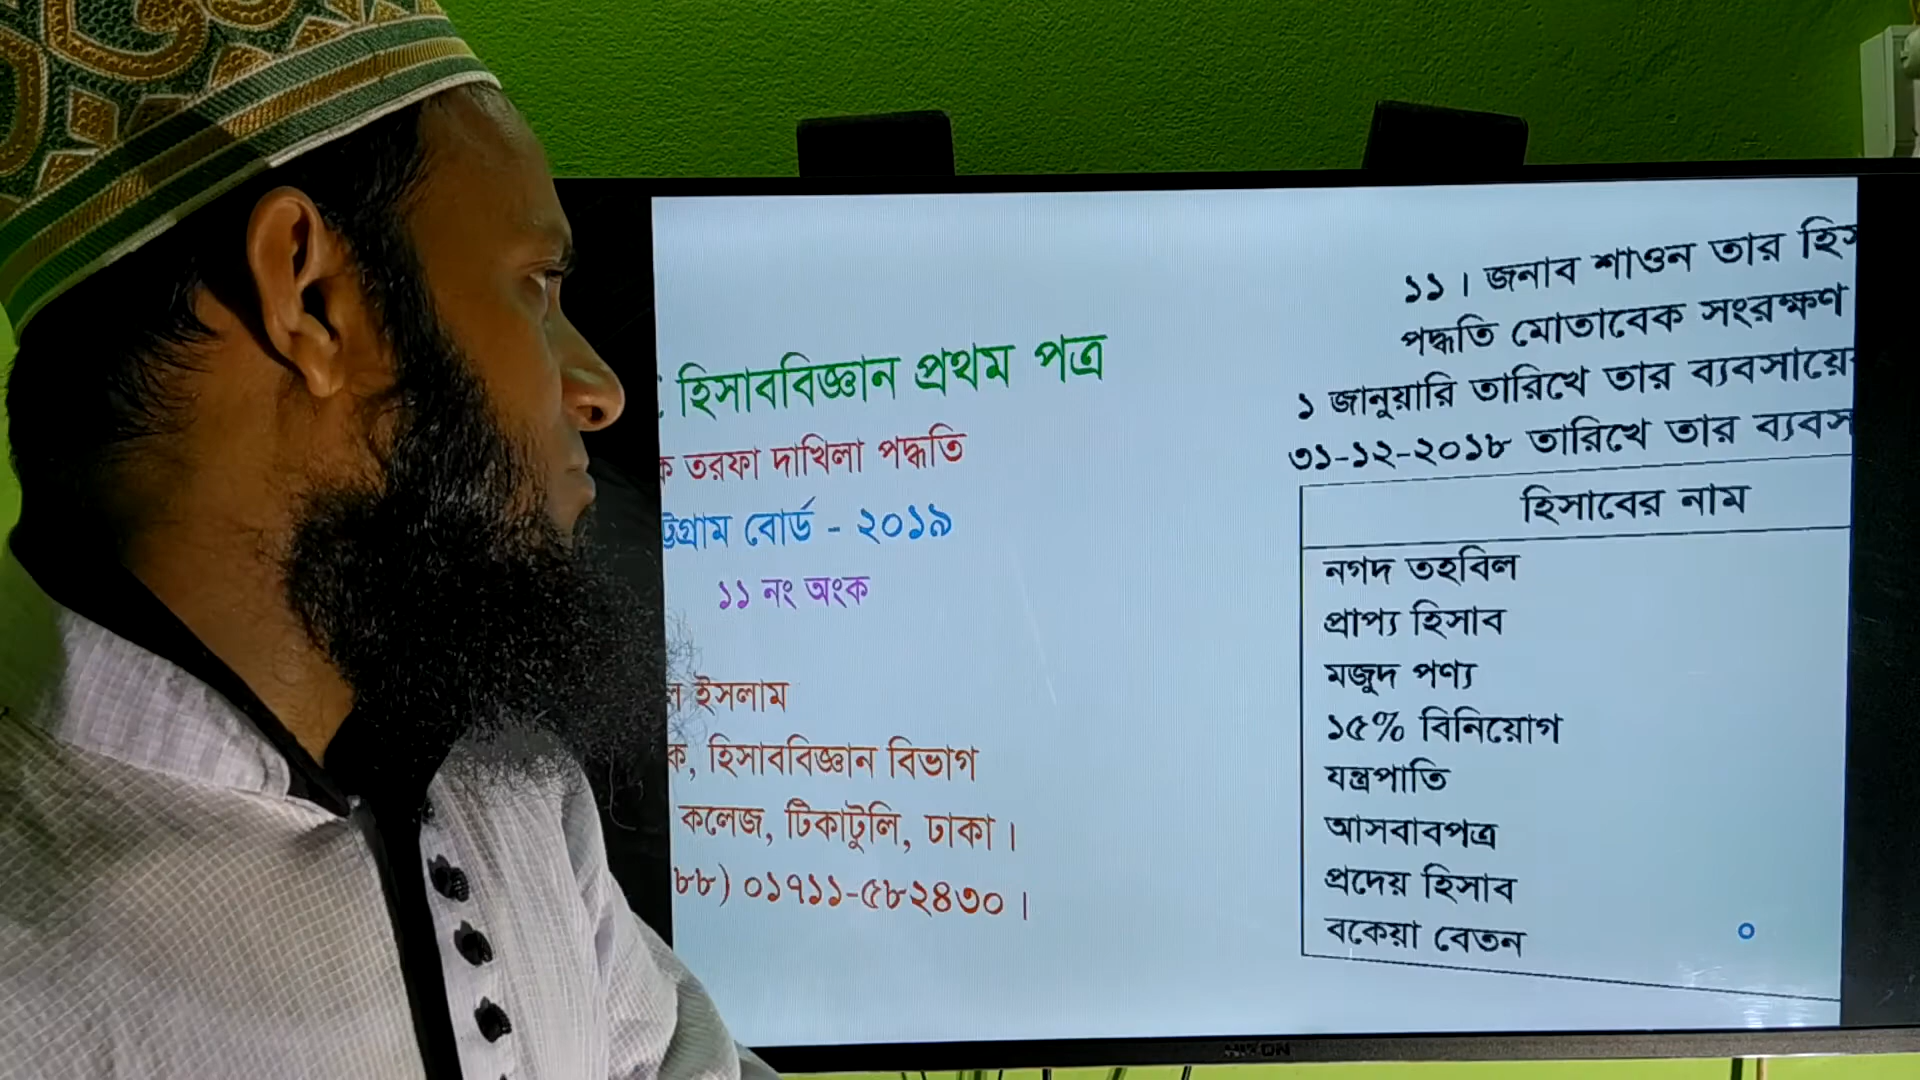 হিসাববিজ্ঞান প্রথম পত্র
তরফা দাখিলা পদ্ধতি
বোর্ড - ২০১৯
১১ নং অংক
ইসলাম
হিসাববিজ্ঞান বিভাগ
কলেজ, টিকাটুলি, ঢাকা ।
৮৮) ০১৭১১-৫৮২৪৩০ ।
১১ । জনাব শাওন তার
পদ্ধতি মোতাবেক সংরক্ষণ
১ জানুয়ারি তারিখে তার
৩১-১২-২০১৮ তারিখে তার
হিসাবের নাম
নগদ তহবিল
প্রাপ্য হিসাব
মজুদ পণ্য
১৫% বিনিয়োগ
যন্ত্রপাতি
আসবাবপত্র
প্রদেয় হিসাব
বকেয়া বেতন